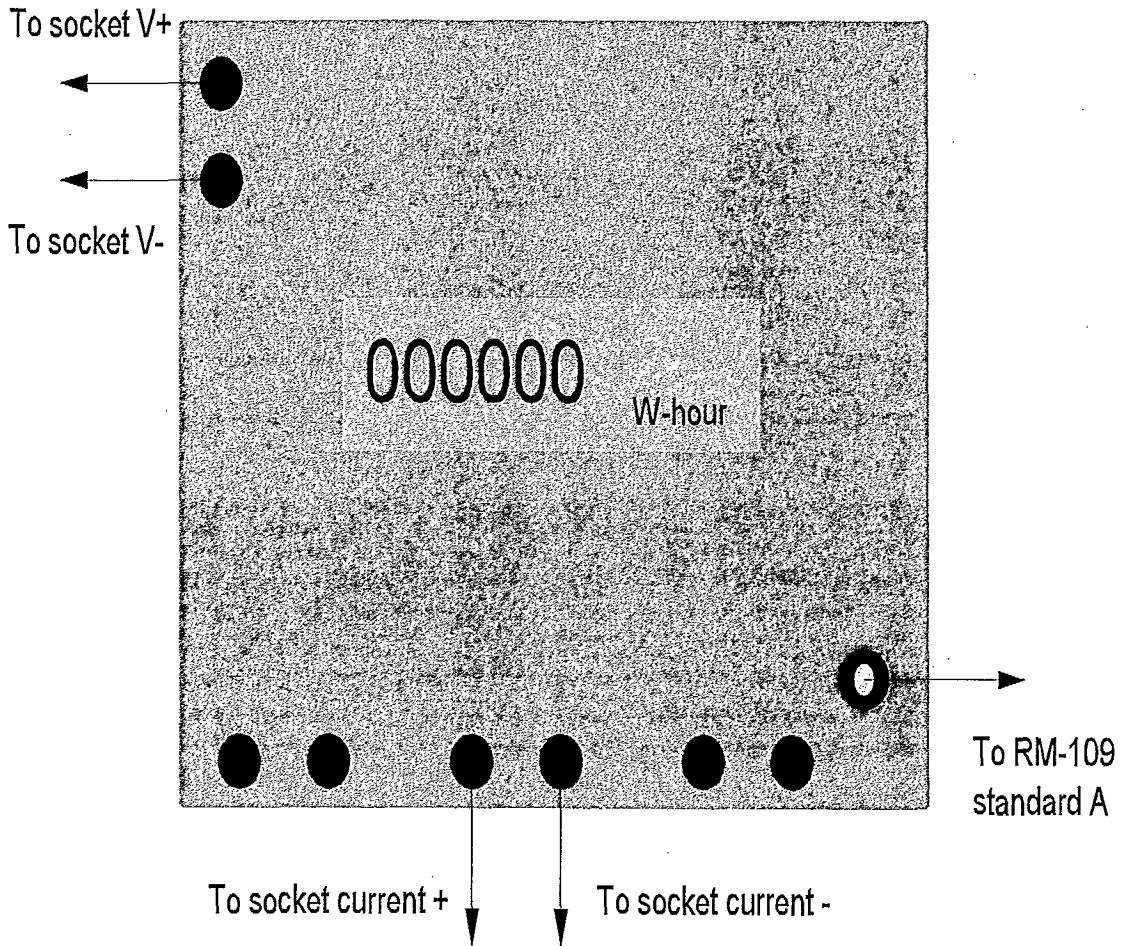 To socket V+
To socket V-
000000
W-hour
To RM-109
standard A
To socket current +
To socket current -